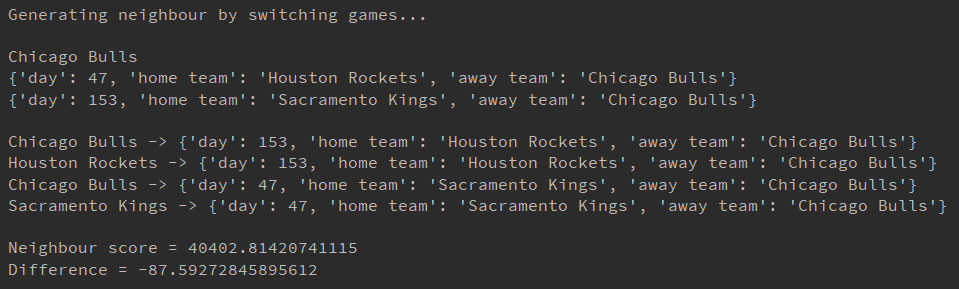 Generating neighbour by switching games...
Chicago Bulls
{'day': 47, 'home team': 'Houston Rockets', 'away team': 'Chicago Bulls'}
{'day': 153, 'home team': 'Sacramento Kings', 'away team': 'Chicago Bulls'}
Chicago Bulls -> {'day': 153, 'home team': 'Houston Rockets', 'away team': 'Chicago Bulls'}
Houston Rockets -> {'day': 153, 'home team': 'Houston Rockets', 'away team': 'Chicago Bulls'}
Chicago Bulls -> {'day': 47, 'home team': 'Sacramento Kings', 'away team': 'Chicago Bulls'}
Sacramento Kings -> {'day': 47, 'home team': 'Sacramento Kings', 'away team': 'Chicago Bulls'}
Neighbour score = 40402.81420741115
Difference = -87.59272845895612